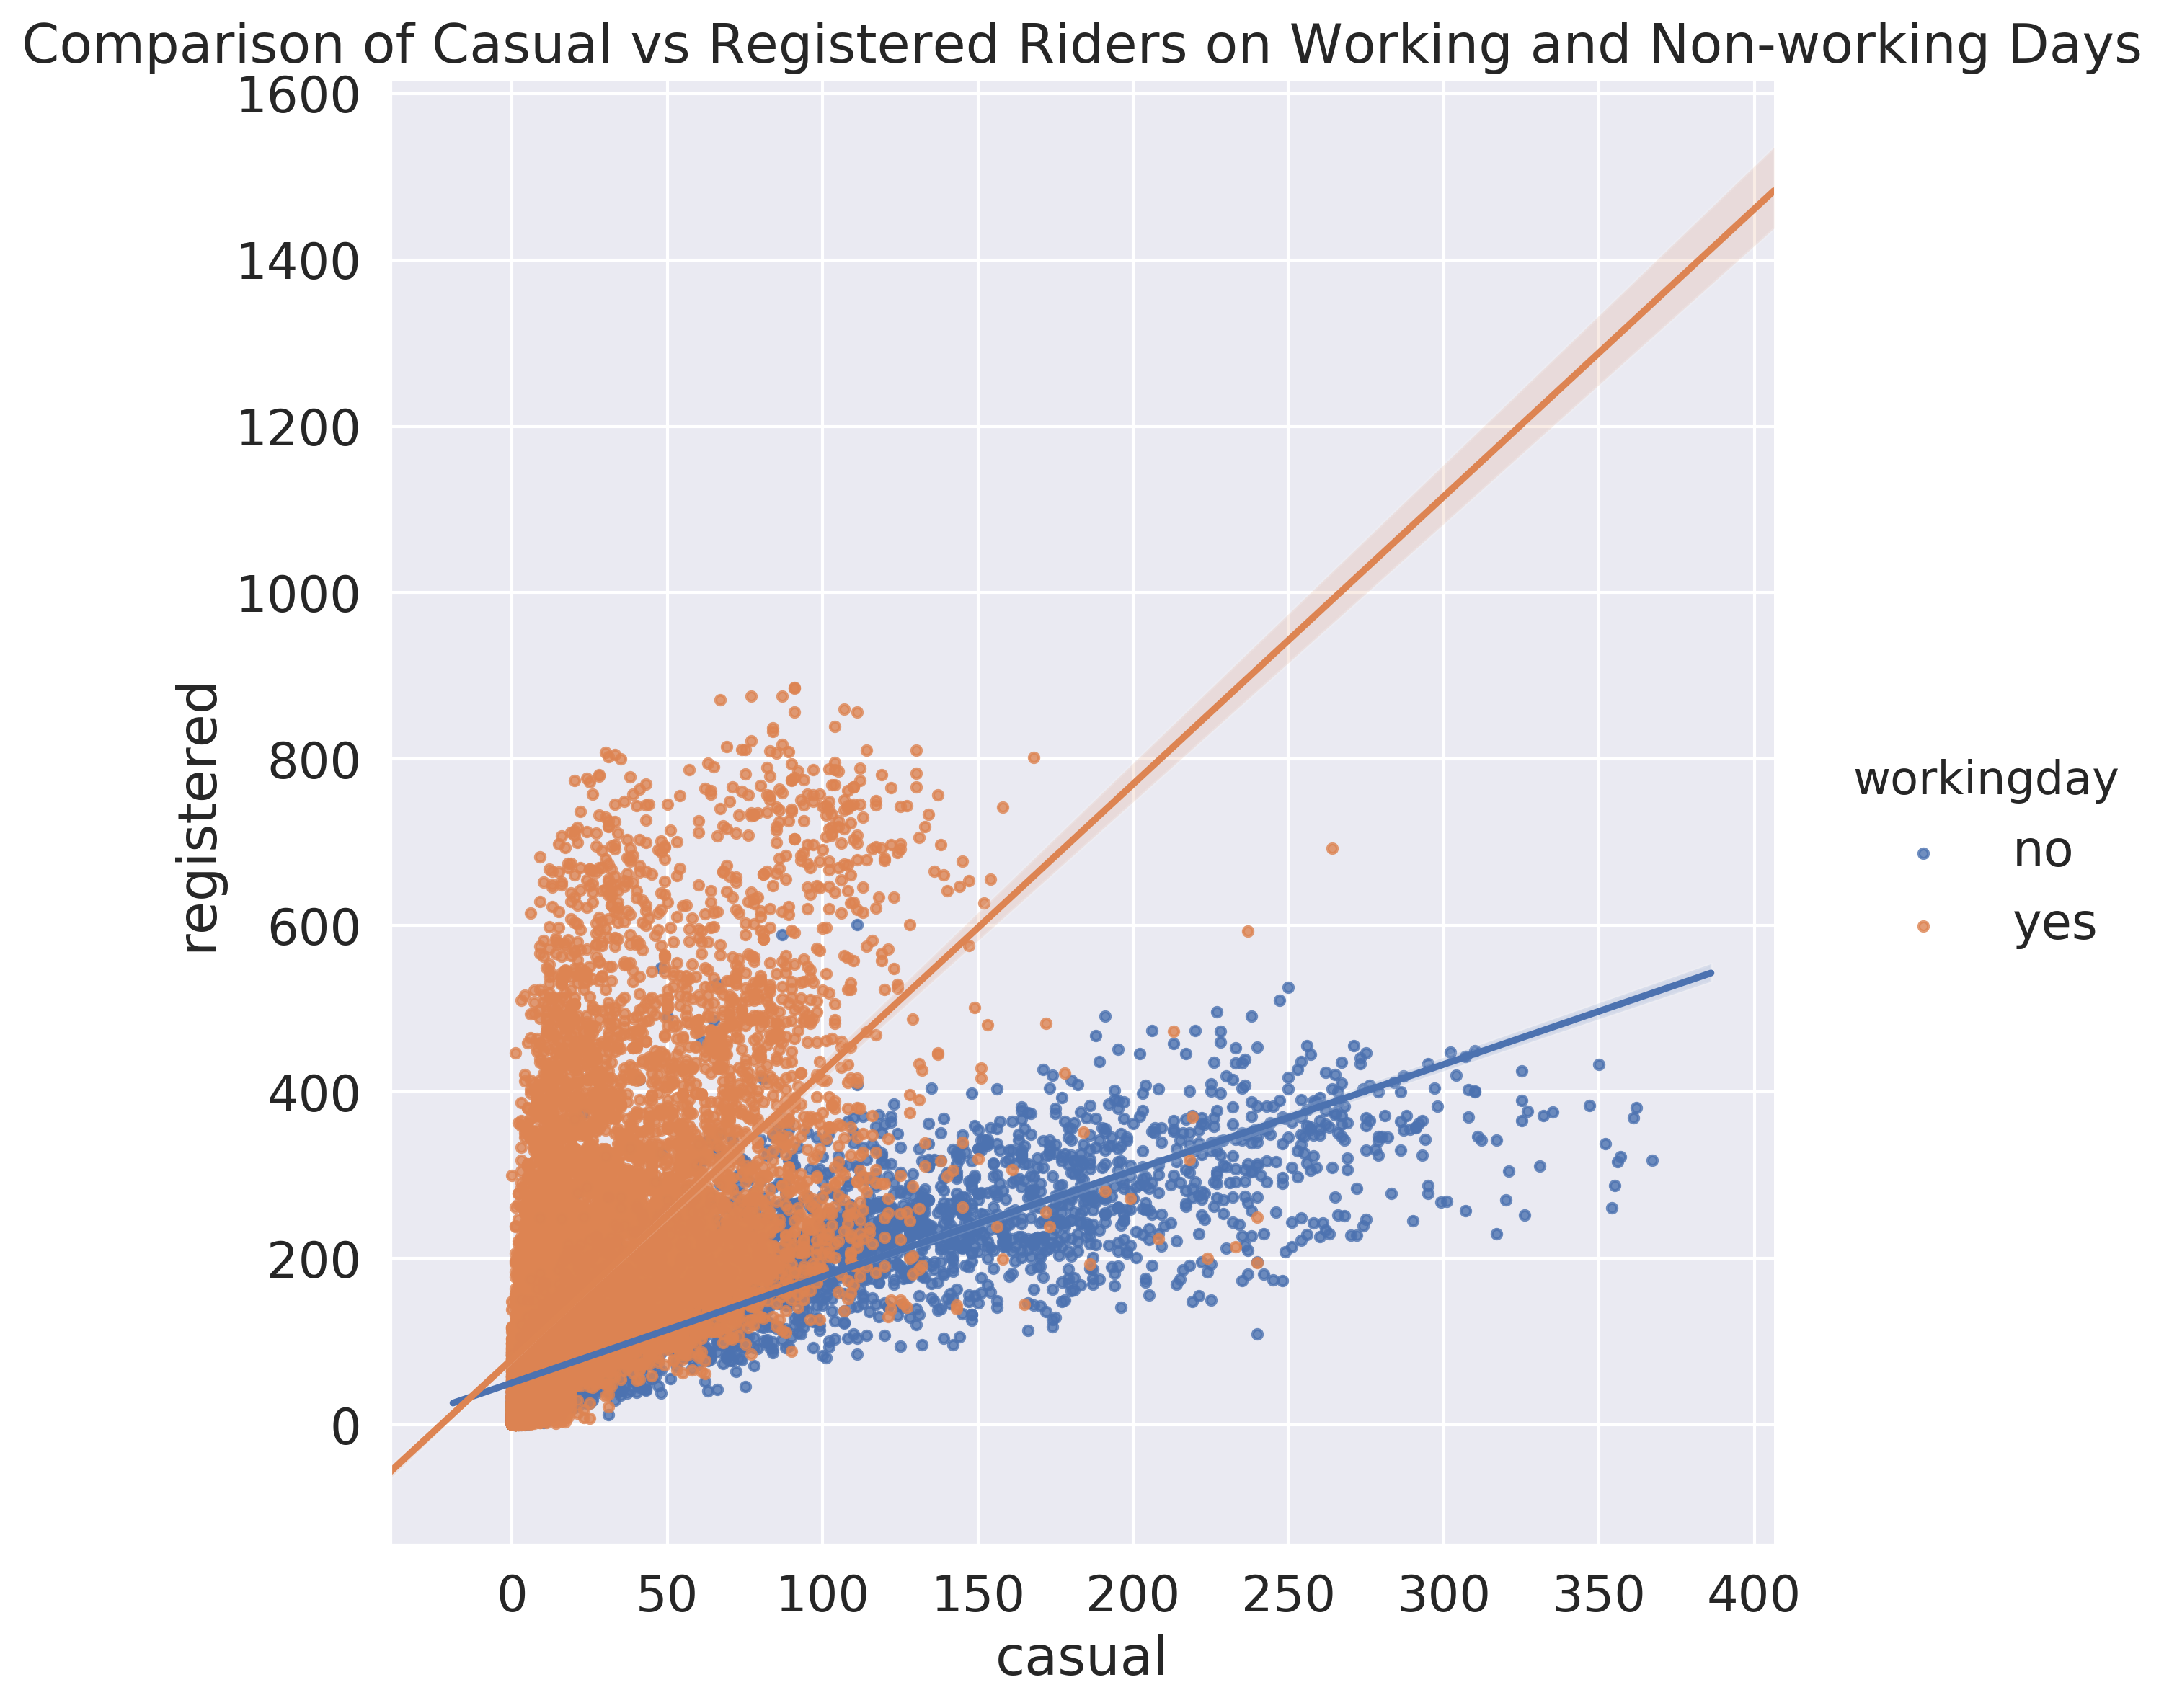 Comparison of Casual vs Registered Riders on Working and Non-working Days
1600
1400
1200
1000
800
600
400
200
0
registered
0 50 100 150 200 250 300 350 400
casual
workingday
no
yes